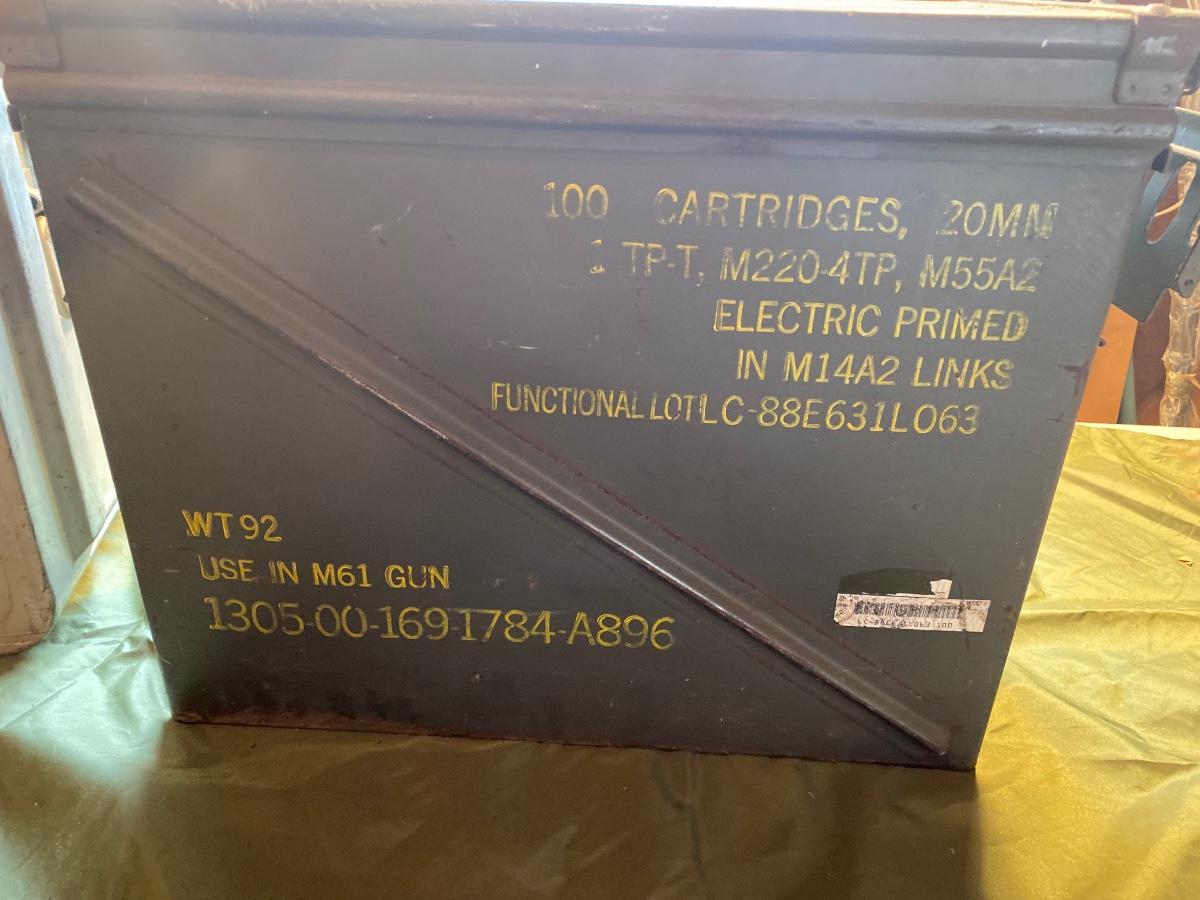 100 CARTRIDGES, 20MM
1 TP-T, M220-4TP, M55A2
ELECTRIC PRIMED
IN M14A2 LINKS
FUNCTIONAL LOT LC-88E631L063
WT 92
USE IN M61 GUN
1305-00-169-1784-A896